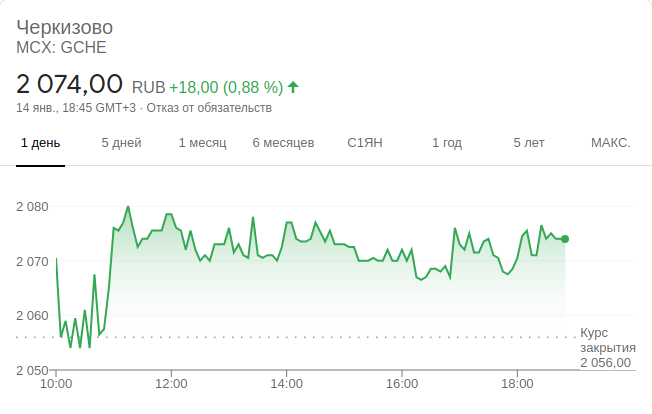 Черкизово
MCX: GCHE
2 074,00 RUB +18,00 (0,88 %)
14 янв., 18:45 GMT+3 · Отказ от обязательств
1 день 5 дней 1 месяц 6 месяцев С1ЯН 1 год 5 лет МАКС.
2 080
2 070
2 060
Курс
закрытия
2 056,00
2 050
10:00 12:00 14:00 16:00 18:00